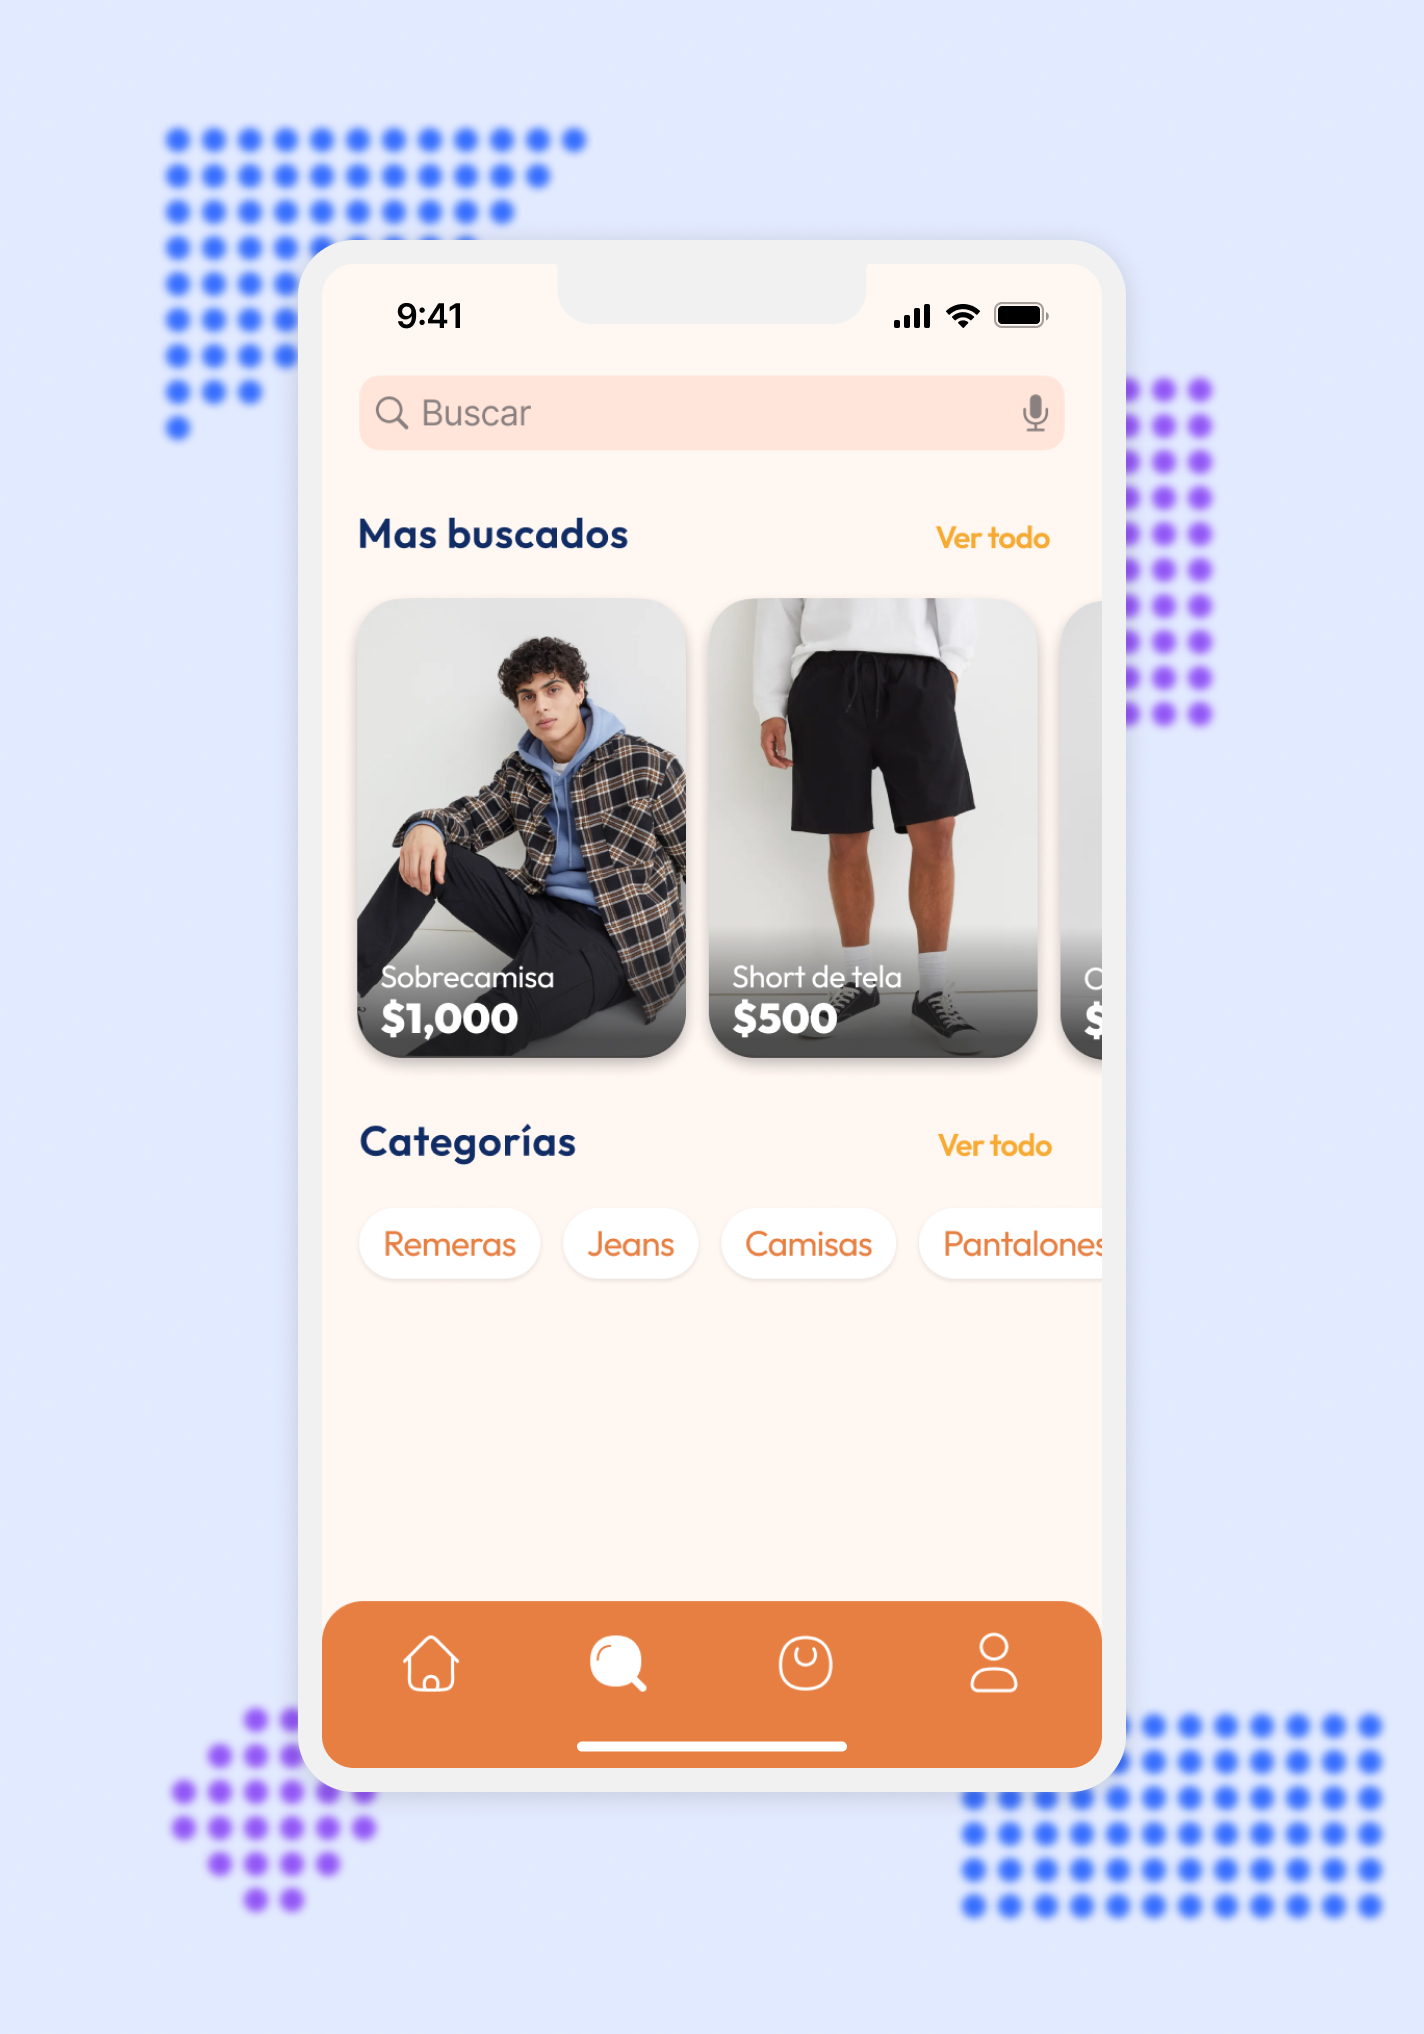 9:41
Buscar
Mas buscados
Ver todo
Sobrecamisa
$1,000
Short de tela
$500
C
$
Categorías
Ver todo
Remeras
Jeans
Camisas
Pantalones